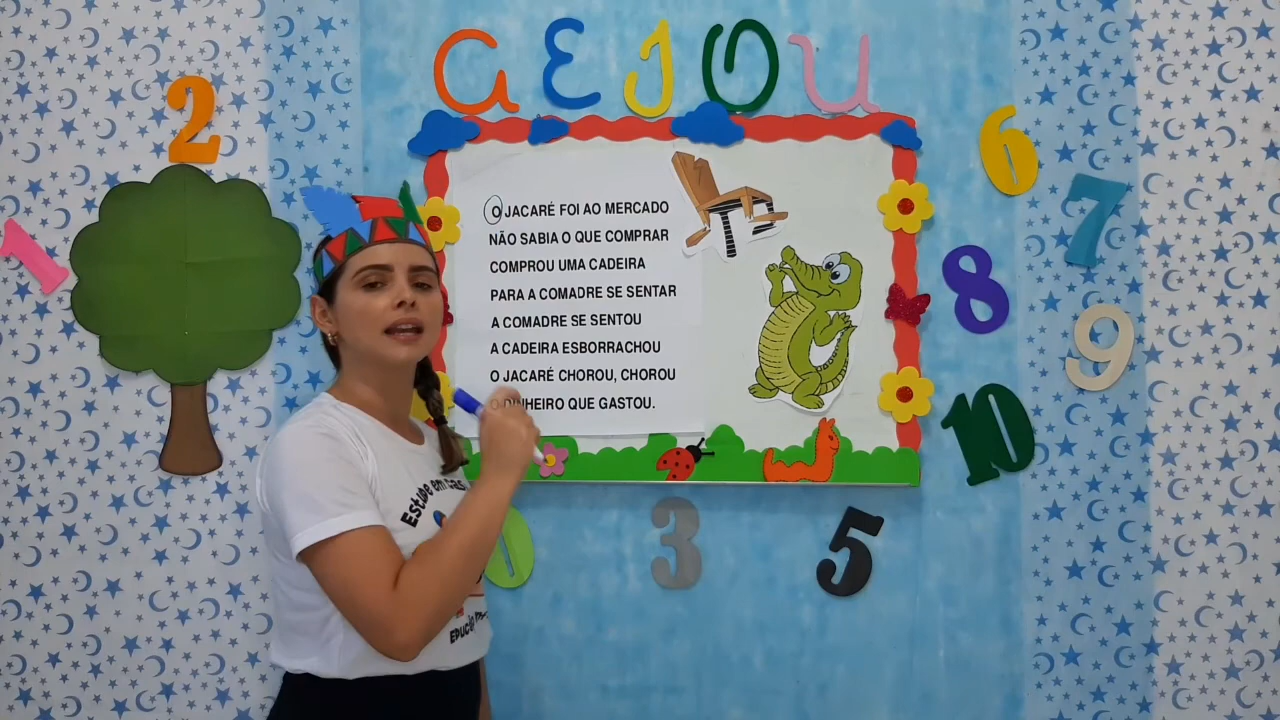 a E I O U
2
6
1
7
8
9
10
O JACARÉ FOI AO MERCADO
NÃO SABIA O QUE COMPRAR
COMPROU UMA CADEIRA
PARA A COMADRE SE SENTAR
A COMADRE SE SENTOU
A CADEIRA ESBORRACHOU
O JACARÉ CHOROU, CHOROU
O DINHEIRO QUE GASTOU.
0
3
5